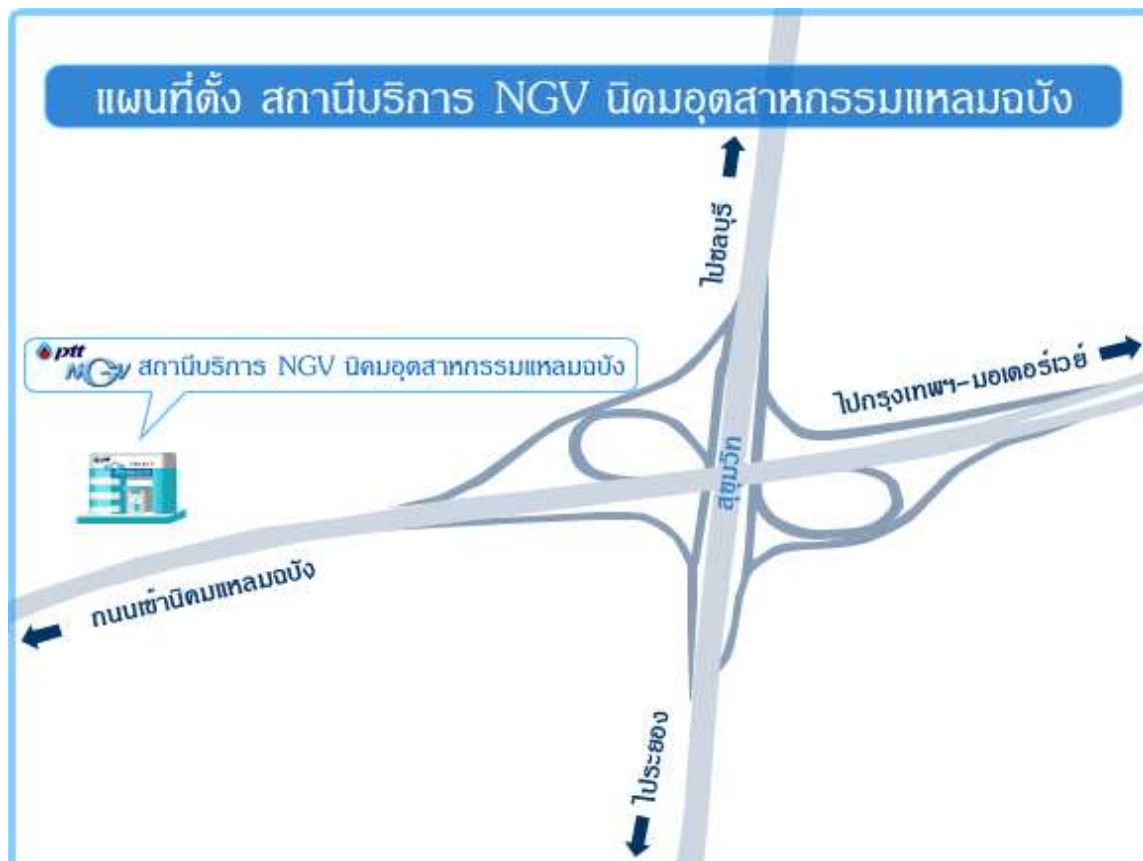 แผนที่ตั้ง สถานีบริการ NGV นิคมอุตสาหกรรมแหลมฉบัง
ไปชลบุรี
ptt
NGV สถานีบริการ NGV นิคมอุตสาหกรรมแหลมฉบัง
ไปกรุงเทพฯ-มอเตอร์เวย์
สุขุมวิท
ถนนเข้านิคมแหลมฉบัง
ไประยอง